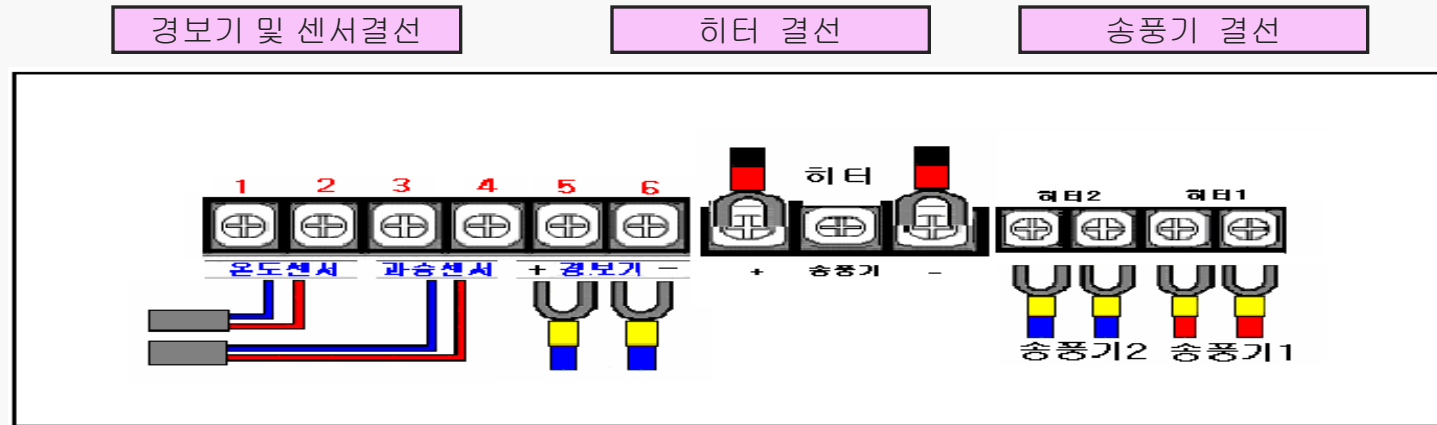 경보기 및 센서결선
히터 결선
송풍기 결선
1 2 3 4 5 6
히 터
히 터2 히 터1
온도센서 과승센서 + 경보기 -
+ 송풍기 -
송풍기2 송풍기1